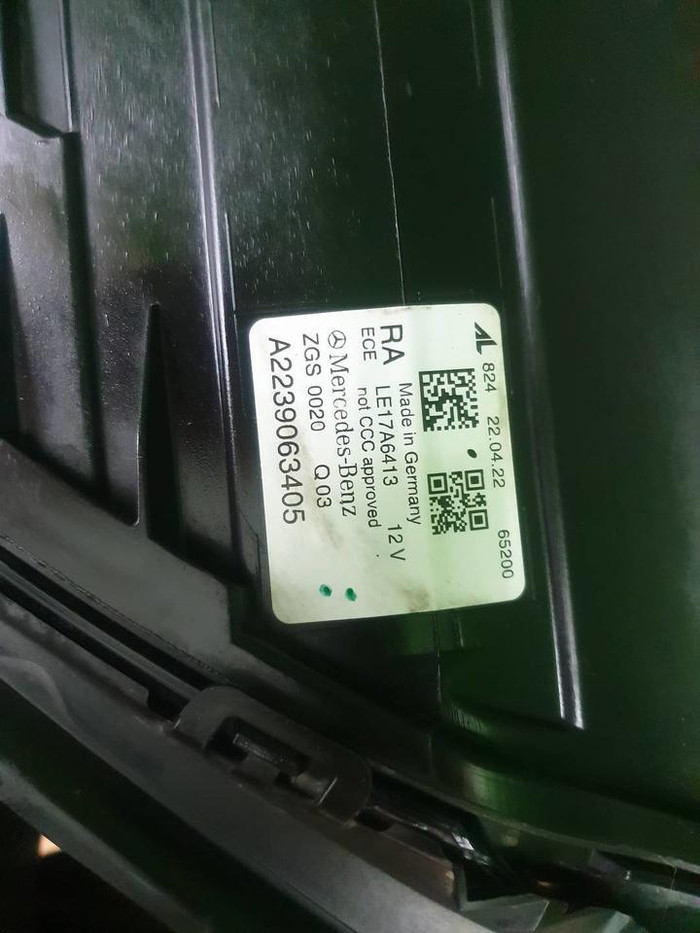 AL 824 22.04.22 65200
Made in Germany
RA LE17A6413 12 V
ECE not CCC approved
Mercedes-Benz
ZGS 0020 Q.03
A2239063405